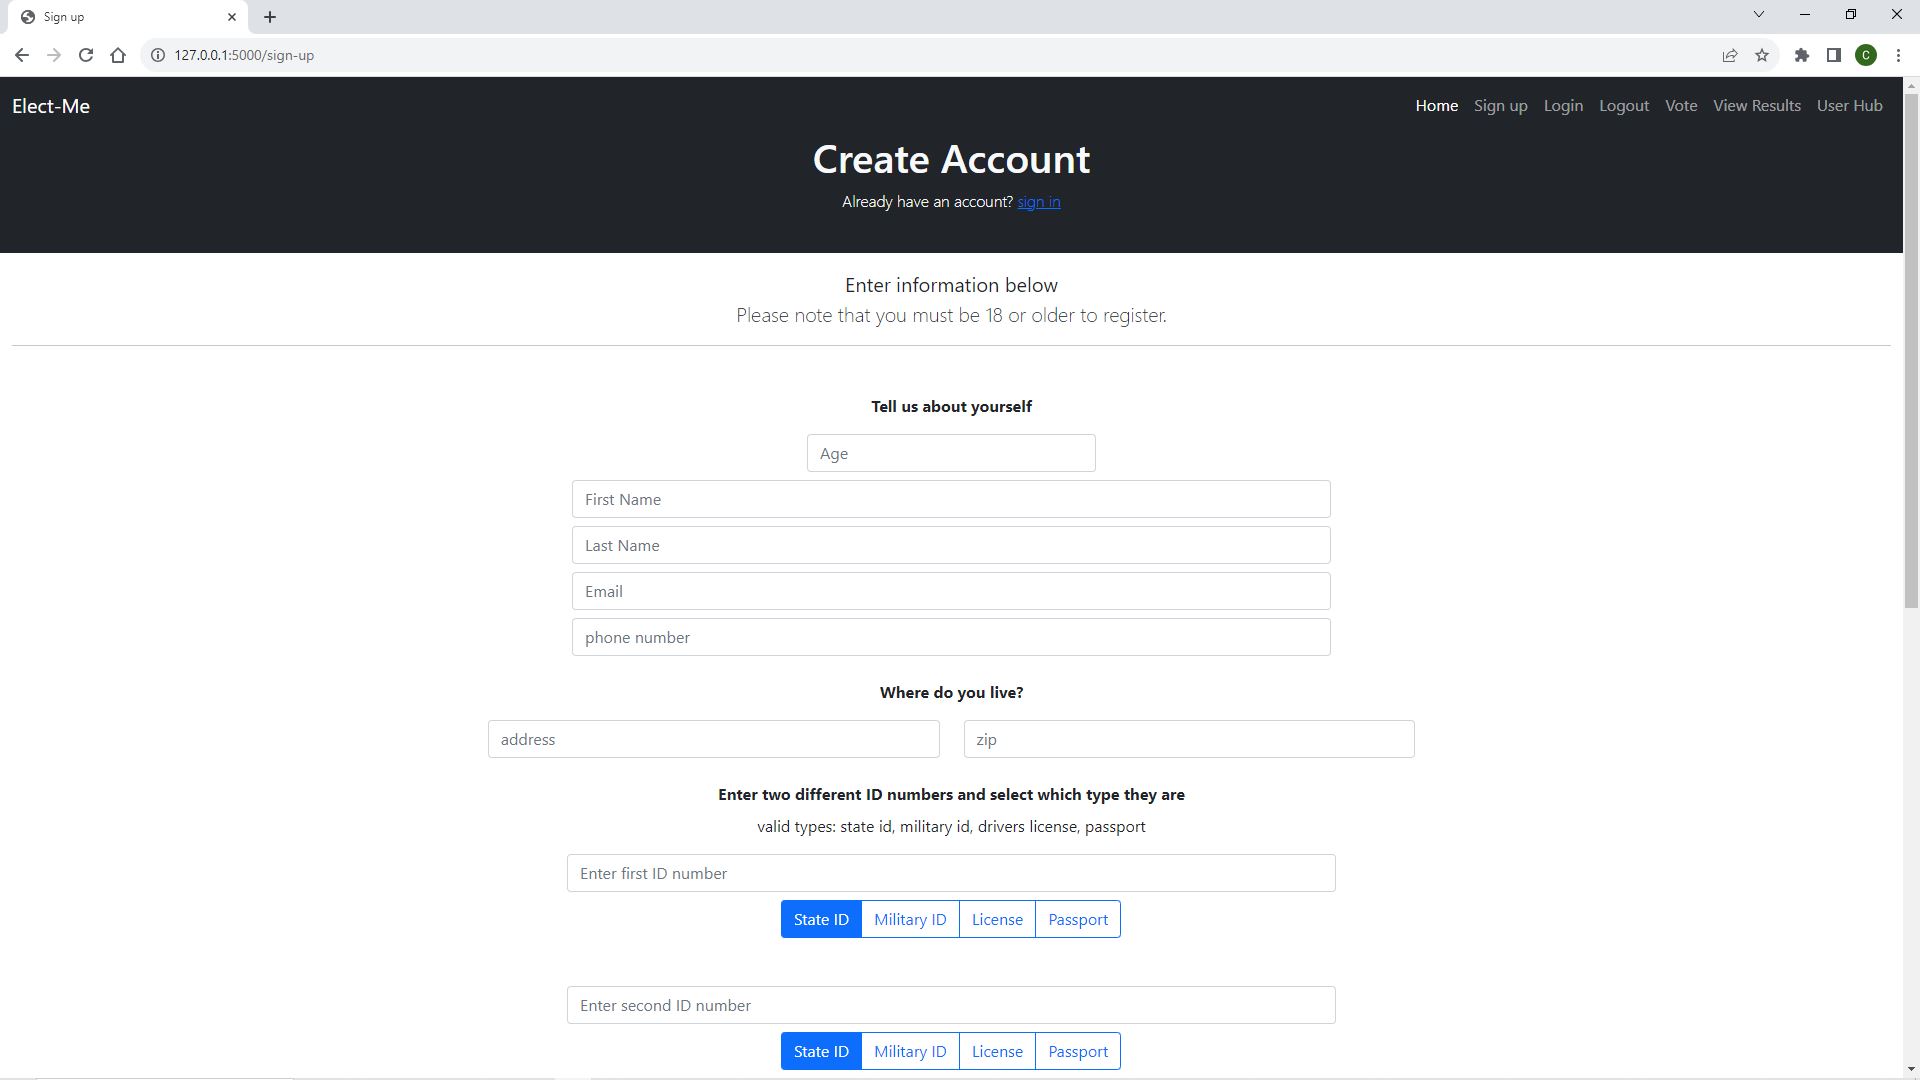 Sign up
127.0.0.1:5000/sign-up
C
Elect-Me
Home Sign up Login Logout Vote View Results User Hub
Create Account
Already have an account? sign in
Enter information below
Please note that you must be 18 or older to register.
Tell us about yourself
Age
First Name
Last Name
Email
phone number
Where do you live?
address zip
Enter two different ID numbers and select which type they are
valid types: state id, military id, drivers license, passport
Enter first ID number
State ID Military ID License Passport
Enter second ID number
State ID Military ID License Passport